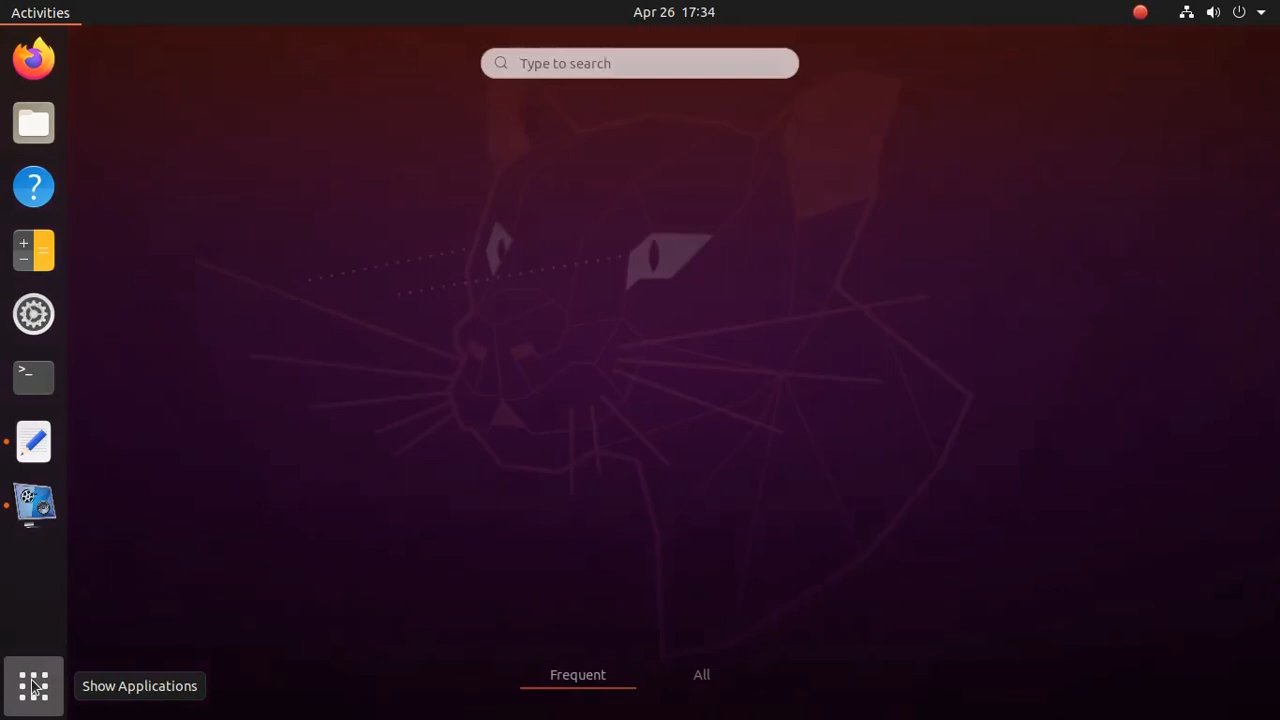 Activities
Apr 26 17:34
Type to search
Frequent
All
Show Applications